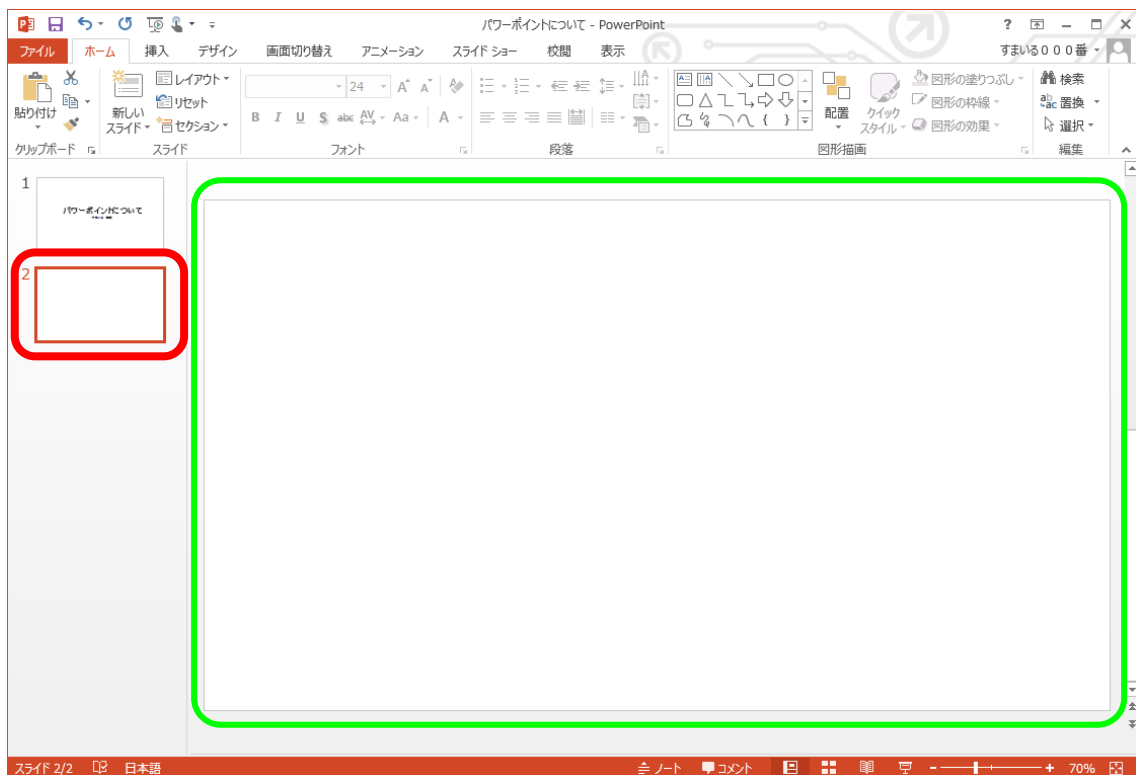 パワーポイントについて - PowerPoint
?
すまいる０００番
ファイル ホーム 挿入 デザイン 画面切り替え アニメーション スライド ショー 校閲 表示
貼り付け
新しい
スライド
レイアウト
リセット
セクション
24
B I U S abc AV Aa A
配置
クイック
スタイル
図形の塗りつぶし
図形の枠線
図形の効果
検索
置換
選択
クリップボード スライド フォント 段落 図形描画 編集
1
パワーポイントについて
2
スライド 2/2 日本語 ノート コメント 70%